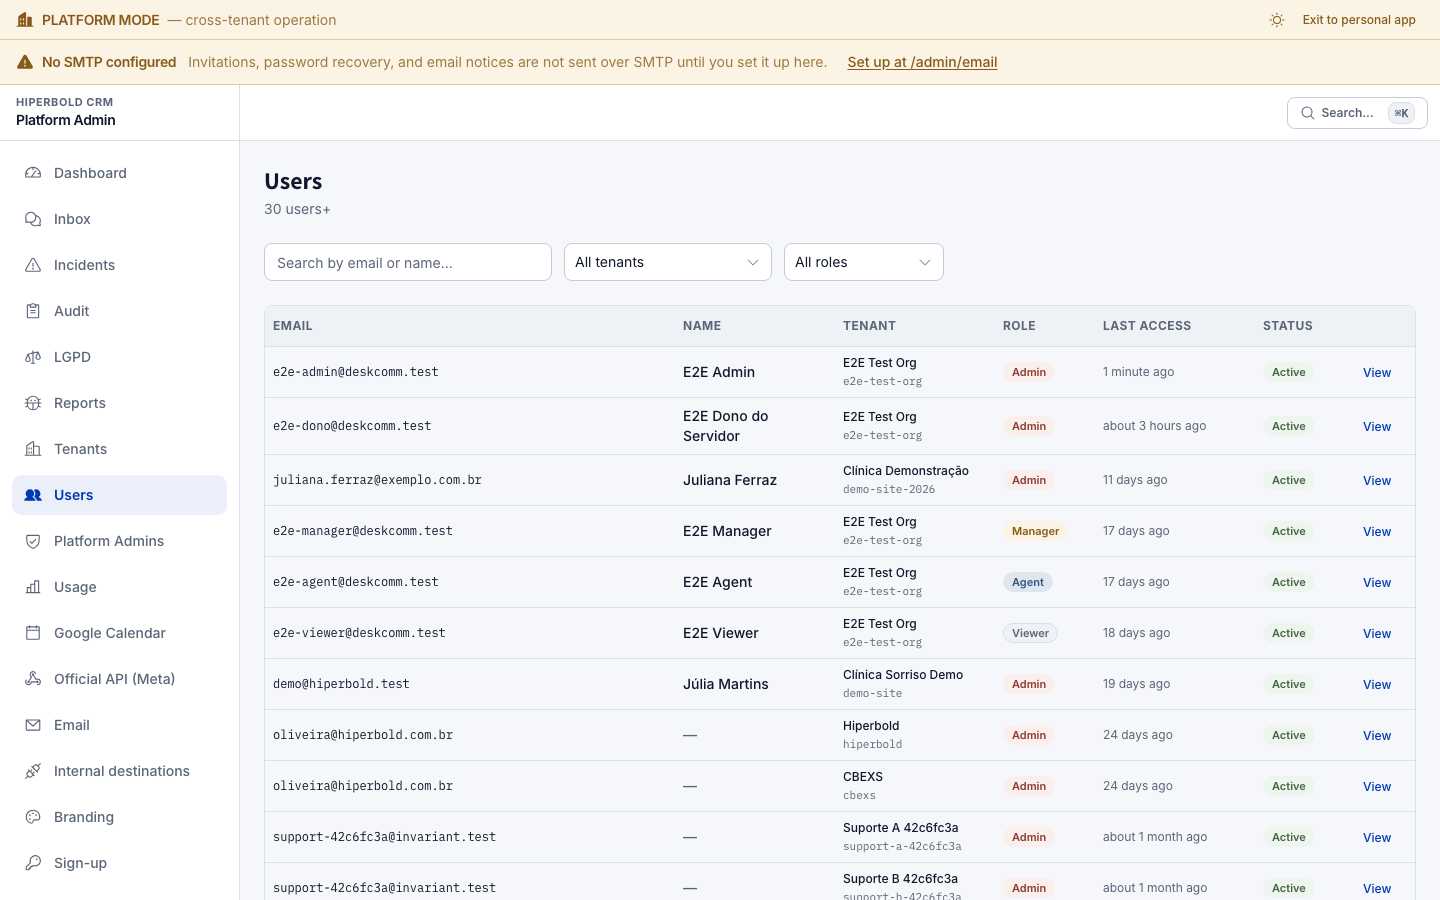 PLATFORM MODE — cross-tenant operation
Exit to personal app
No SMTP configured Invitations, password recovery, and email notices are not sent over SMTP until you set it up here. Set up at /admin/email
HIPERBOLD CRM
Platform Admin
Search... ⌘K
Dashboard
Inbox
Incidents
Audit
LGPD
Reports
Tenants
Users
Platform Admins
Usage
Google Calendar
Official API (Meta)
Email
Internal destinations
Branding
Sign-up
Users
30 users+
Search by email or name...
All tenants
All roles
EMAIL NAME TENANT ROLE LAST ACCESS STATUS
e2e-admin@deskcomm.test E2E Admin E2E Test Org e2e-test-org Admin 1 minute ago Active View
e2e-dono@deskcomm.test E2E Dono do Servidor E2E Test Org e2e-test-org Admin about 3 hours ago Active View
juliana.ferraz@exemplo.com.br Juliana Ferraz Clínica Demonstração demo-site-2026 Admin 11 days ago Active View
e2e-manager@deskcomm.test E2E Manager E2E Test Org e2e-test-org Manager 17 days ago Active View
e2e-agent@deskcomm.test E2E Agent E2E Test Org e2e-test-org Agent 17 days ago Active View
e2e-viewer@deskcomm.test E2E Viewer E2E Test Org e2e-test-org Viewer 18 days ago Active View
demo@hiperbold.test Júlia Martins Clínica Sorriso Demo demo-site Admin 19 days ago Active View
oliveira@hiperbold.com.br — Hiperbold hiperbold Admin 24 days ago Active View
oliveira@hiperbold.com.br — CBEXS cbexs Admin 24 days ago Active View
support-42c6fc3a@invariant.test — Suporte A 42c6fc3a support-a-42c6fc3a Admin about 1 month ago Active View
support-42c6fc3a@invariant.test — Suporte B 42c6fc3a support-b-42c6fc3a Admin about 1 month ago Active View